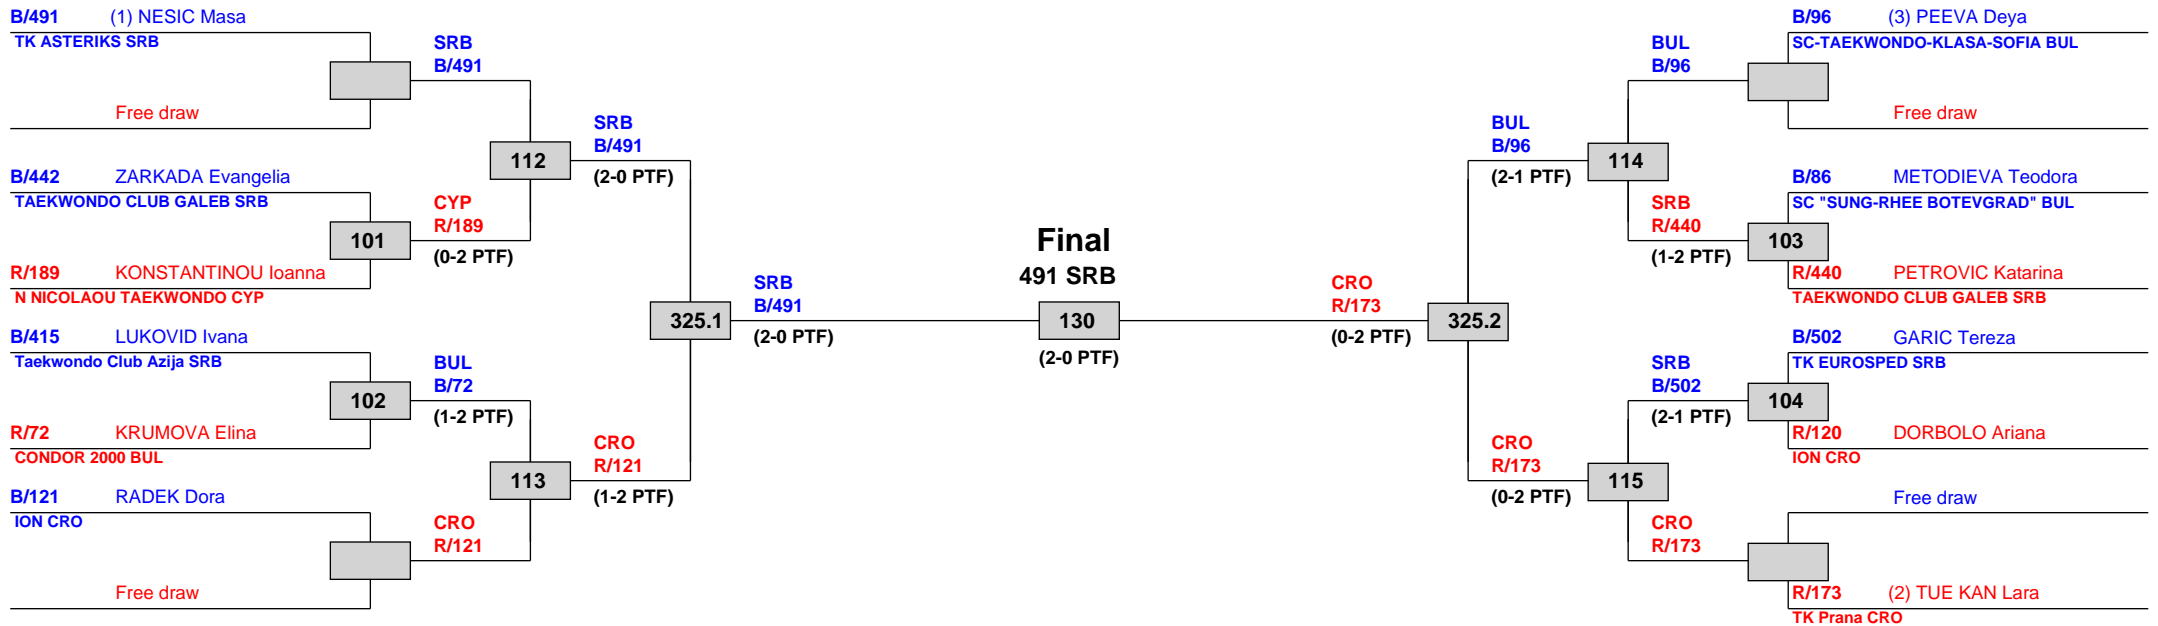 B/491 (1) NESIC Masa
TK ASTERIKS SRB
Free draw
B/442 ZARKADA Evangelia
TAEKWONDO CLUB GALEB SRB
R/189 KONSTANTINOU Ioanna
N NICOLAOU TAEKWONDO CYP
B/415 LUKOVID Ivana
Taekwondo Club Azija SRB
R/72 KRUMOVA Elina
CONDOR 2000 BUL
B/121 RADEK Dora
ION CRO
Free draw
101
102
SRB
B/491
CYP
R/189
(0-2 PTF)
BUL
B/72
(1-2 PTF)
CRO
R/121
112
113
SRB
B/491
(2-0 PTF)
CRO
R/121
(1-2 PTF)
325.1
SRB
B/491
(2-0 PTF)
Final
491 SRB
130
(2-0 PTF)
CRO
R/173
(0-2 PTF)
325.2
BUL
B/96
(2-1 PTF)
CRO
R/173
(0-2 PTF)
114
115
BUL
B/96
SRB
R/440
(1-2 PTF)
SRB
B/502
(2-1 PTF)
CRO
R/173
103
104
B/96 (3) PEEVA Deya
SC-TAEKWONDO-KLASA-SOFIA BUL
Free draw
B/86 METODIEVA Teodora
SC "SUNG-RHEE BOTEVGRAD" BUL
R/440 PETROVIC Katarina
TAEKWONDO CLUB GALEB SRB
B/502 GARIC Tereza
TK EUROSPED SRB
R/120 DORBOLO Ariana
ION CRO
Free draw
R/173 (2) TUE KAN Lara
TK Prana CRO